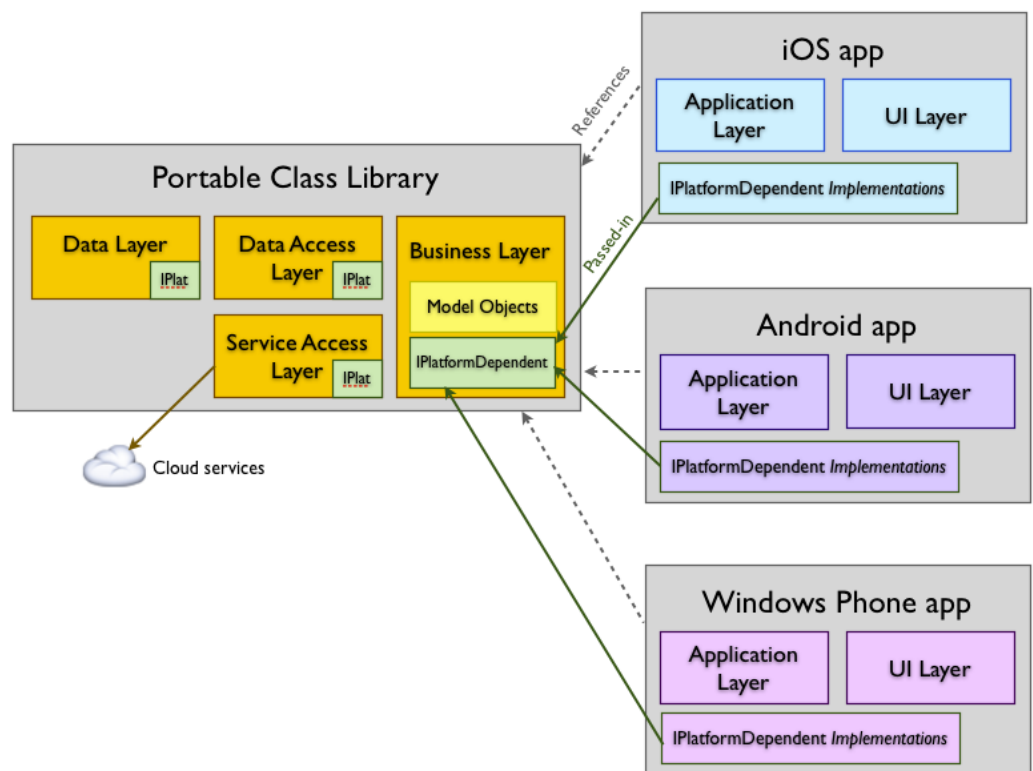 Portable Class Library
Data Layer
IPlat
Data Access
Layer
IPlat
Service Access
Layer
IPlat
Business Layer
Model Objects
IPlatformDependent
Cloud services
References
Passed-in
iOS app
Application
Layer
UI Layer
IPlatformDependent Implementations
Android app
Application
Layer
UI Layer
IPlatformDependent Implementations
Windows Phone app
Application
Layer
UI Layer
IPlatformDependent Implementations